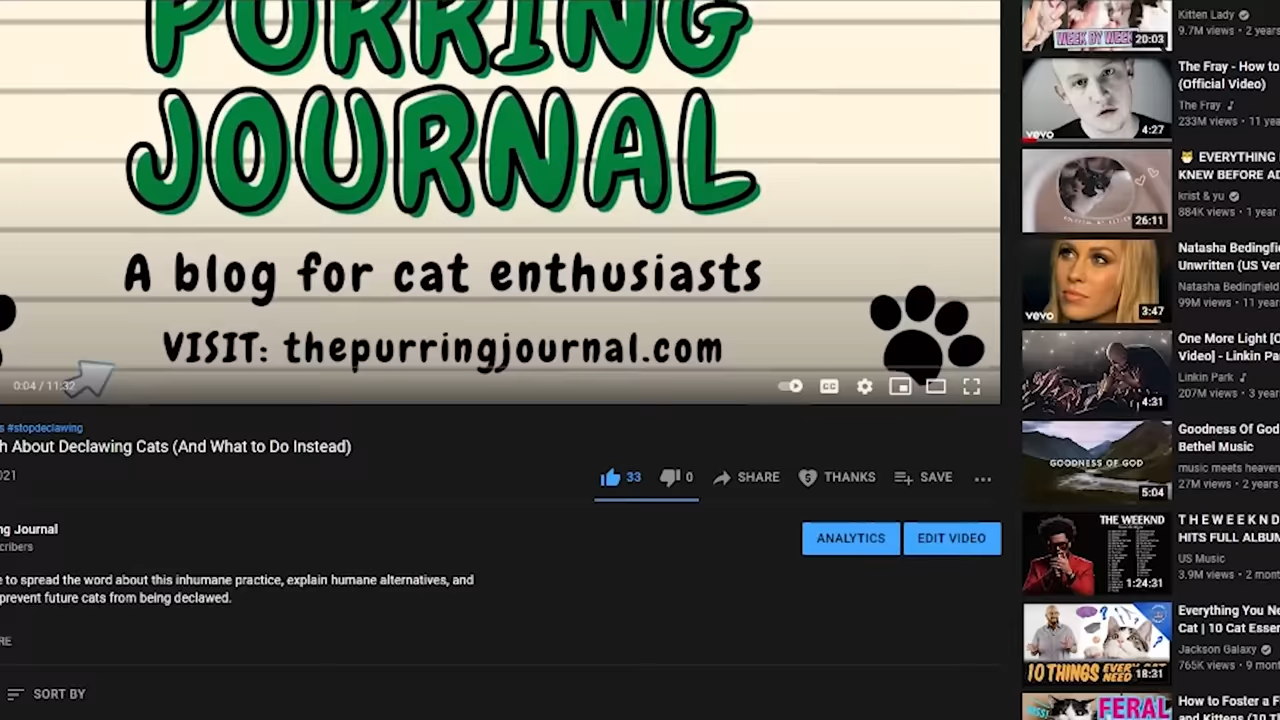 PURRING
JOURNAL
A blog for cat enthusiasts
VISIT: thepurringjournal.com
0:04 / 11:32
CC
#stopdeclawing
h About Declawing Cats (And What to Do Instead)
021
33
0
SHARE
THANKS
SAVE
ng Journal
cribers
ANALYTICS
EDIT VIDEO
e to spread the word about this inhumane practice, explain humane alternatives, and
prevent future cats from being declawed.
RE
SORT BY
WEEK BY WEEK
20:03
Kitten Lady
9.7M views • 2 years
vevo
4:27
The Fray - How to
(Official Video)
The Fray
233M views • 11 yea
26:11
EVERYTHING
KNEW BEFORE AD
krist & yu
884K views • 1 year
vevo
3:47
Natasha Bedingfie
Unwritten (US Ver
Natasha Bedingfield
99M views • 11 years
4:31
One More Light [O
Video] - Linkin Pa
Linkin Park
207M views • 3 year
GOODNESS OF GOD
5:04
Goodness Of God
Bethel Music
music meets heaven
27M views • 2 years
THE WEEKND
1:24:31
T H E W E E K N D
HITS FULL ALBUM
US Music
3.9M views • 2 mont
10 THINGS EVERY CAT
NEED
18:31
Everything You Ne
Cat | 10 Cat Essen
Jackson Galaxy
765K views • 9 mont
FERAL
How to Foster a F
and Kittens (10 T